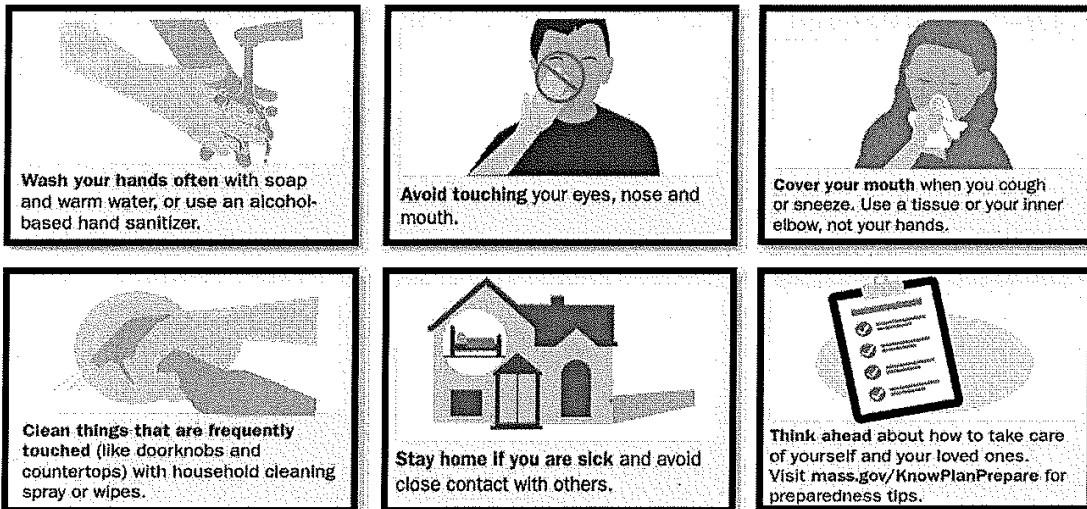 Wash your hands often with soap
and warm water, or use an alcohol-
based hand sanitizer.
Avoid touching your eyes, nose and
mouth.
Cover your mouth when you cough
or sneeze. Use a tissue or your inner
elbow, not your hands.
Clean things that are frequently
touched (like doorknobs and
countertops) with household cleaning
spray or wipes.
Stay home if you are sick and avoid
close contact with others.
Think ahead about how to take care
of yourself and your loved ones.
Visit mass.gov/KnowPlanPrepare for
preparedness tips.